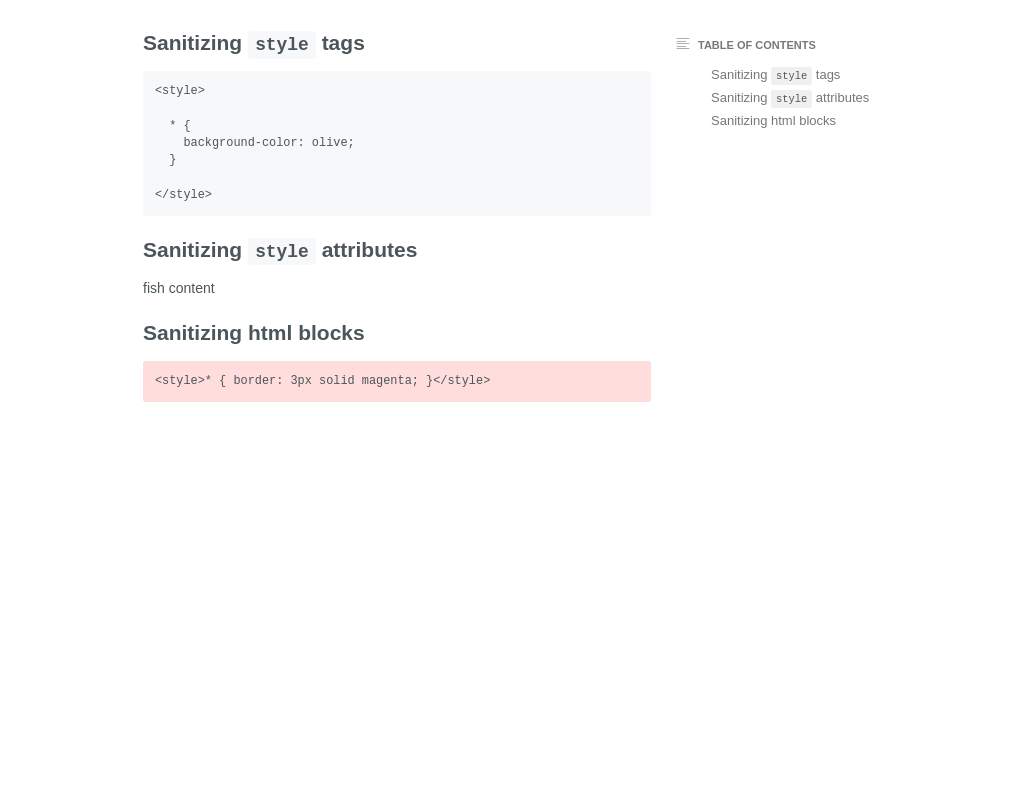 Sanitizing style tags
<style>
* {
background-color: olive;
}
</style>
Sanitizing style attributes
fish content
Sanitizing html blocks
<style>* { border: 3px solid magenta; }</style>
TABLE OF CONTENTS
Sanitizing style tags
Sanitizing style attributes
Sanitizing html blocks